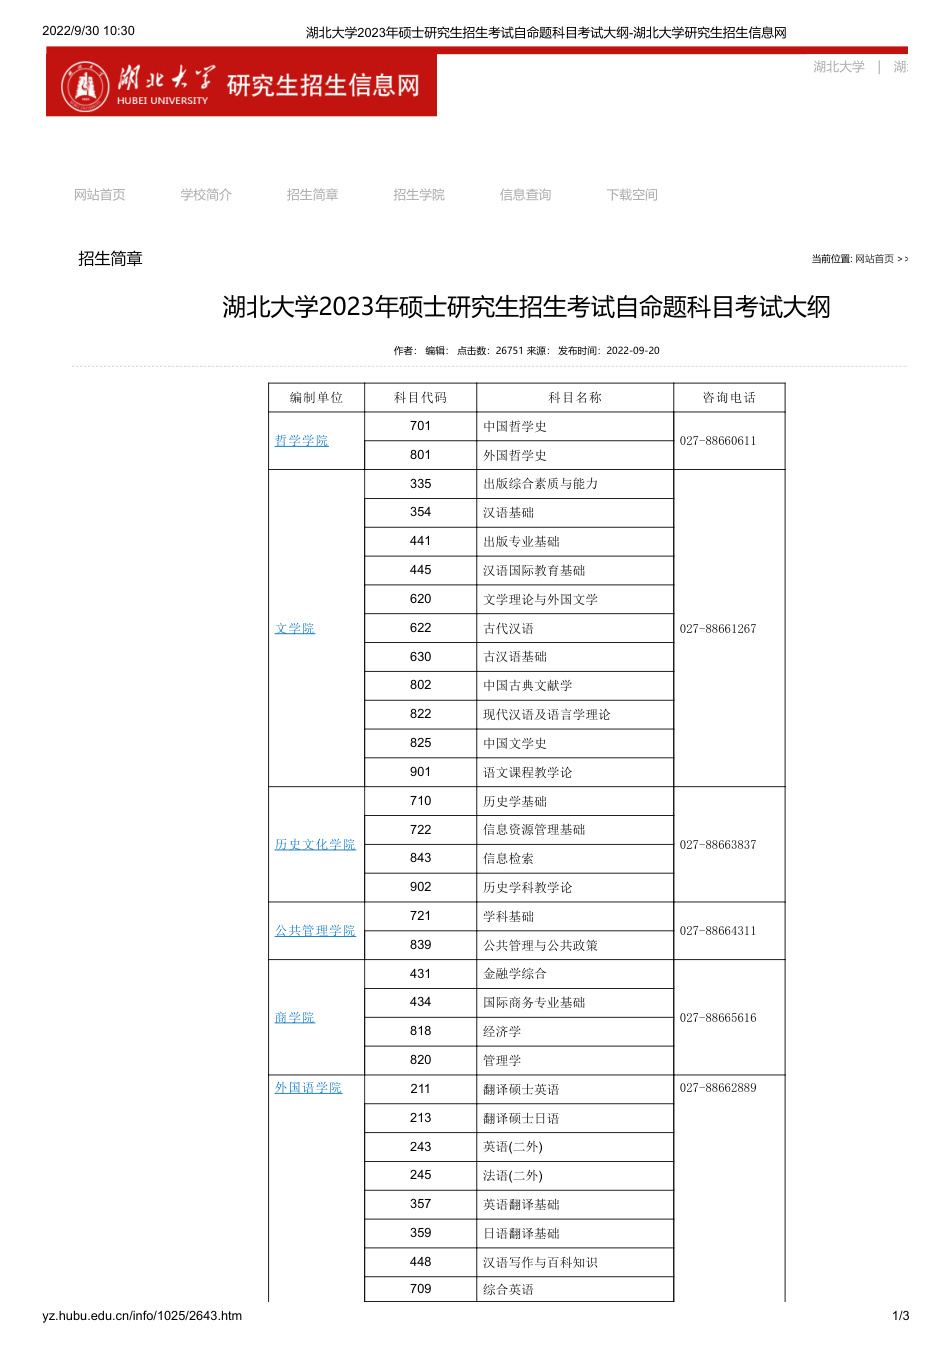 2022/9/30 10:30 湖北大学2023年硕士研究生招生考试自命题科目考试大纲-湖北大学研究生招生信息网
湖北大学 | 湖
湖北大学 研究生招生信息网
HUBEI UNIVERSITY
网站首页 学校简介 招生简章 招生学院 信息查询 下载空间
招生简章 当前位置: 网站首页 >>
湖北大学2023年硕士研究生招生考试自命题科目考试大纲
作者： 编辑： 点击数：26751 来源： 发布时间：2022-09-20
编制单位 科目代码 科目名称 咨询电话
哲学学院 701 中国哲学史 027-88660611
801 外国哲学史
文学院 335 出版综合素质与能力 027-88661267
354 汉语基础
441 出版专业基础
445 汉语国际教育基础
620 文学理论与外国文学
622 古代汉语
630 古汉语基础
802 中国古典文献学
822 现代汉语及语言学理论
825 中国文学史
901 语文课程教学论
历史文化学院 710 历史学基础 027-88663837
722 信息资源管理基础
843 信息检索
902 历史学科教学论
公共管理学院 721 学科基础 027-88664311
839 公共管理与公共政策
商学院 431 金融学综合 027-88665616
434 国际商务专业基础
818 经济学
820 管理学
外国语学院 211 翻译硕士英语 027-88662889
213 翻译硕士日语
243 英语(二外)
245 法语(二外)
357 英语翻译基础
359 日语翻译基础
448 汉语写作与百科知识
709 综合英语
yz.hubu.edu.cn/info/1025/2643.htm 1/3